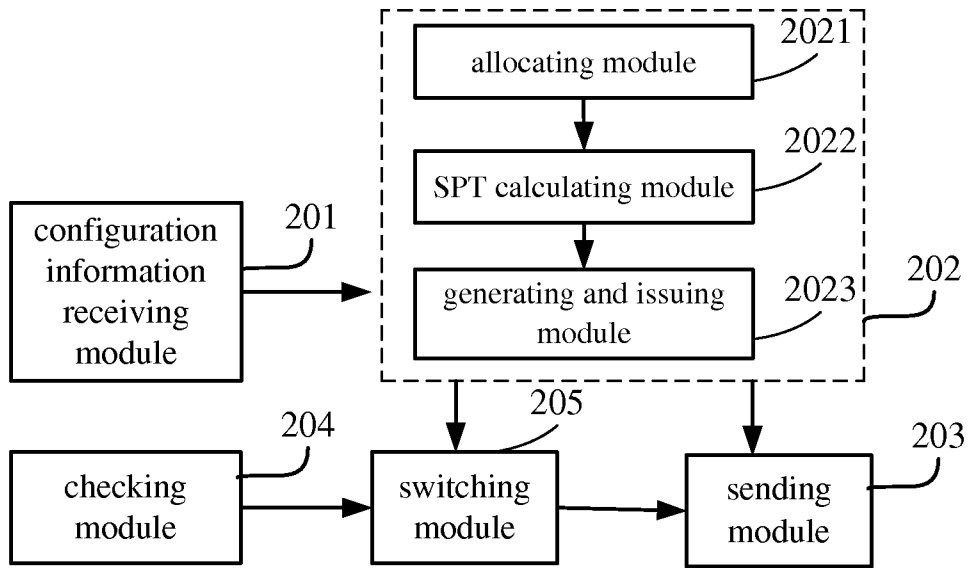 2021
allocating module
2022
SPT calculating module
201
configuration
information
receiving
module
generating and issuing
module
2023
202
205
204
checking
module
switching
module
203
sending
module